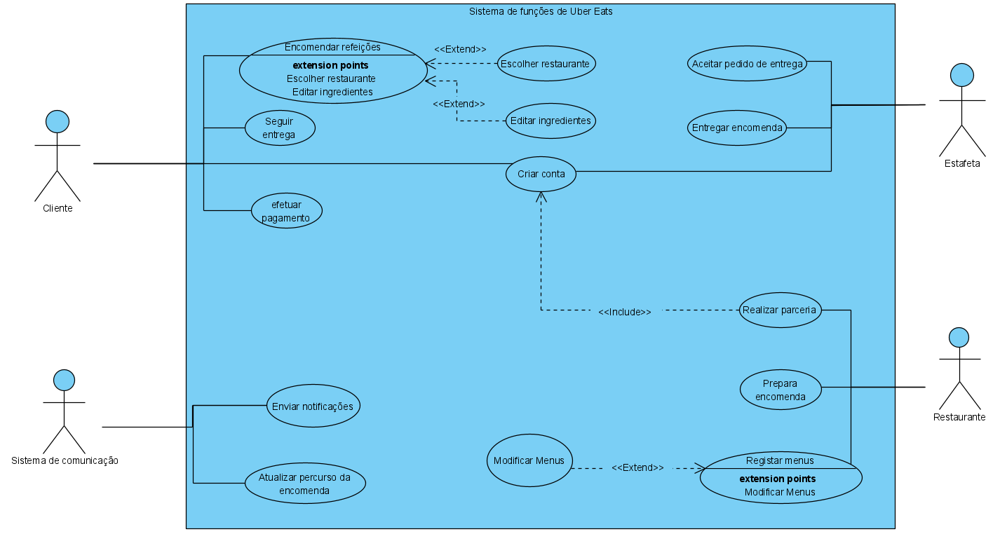 Sistema de funções de Uber Eats
Encomendar refeições
extension points
Escolher restaurante
Editar ingredientes
<<Extend>>
Escolher restaurante
<<Extend>>
Editar ingredientes
Aceitar pedido de entrega
Entregar encomenda
Estafeta
Seguir
entrega
Criar conta
Cliente
efetuar
pagamento
<<Include>>
Realizar parceria
Prepara
encomenda
Restaurante
Enviar notificações
Sistema de comunicação
Atualizar percurso da
encomenda
Modificar Menus
<<Extend>>
Registar menus
extension points
Modificar Menus